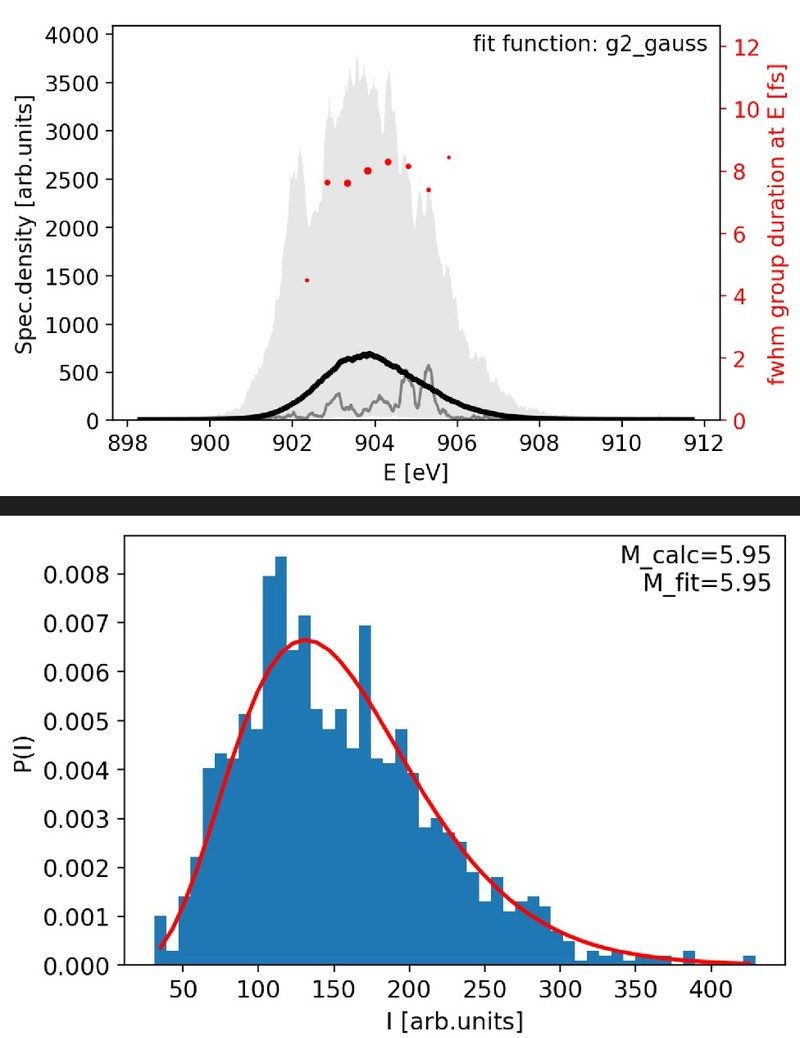 fit function: g2_gauss
Spec.density [arb.units]
4000
3500
3000
2500
2000
1500
1000
500
0
12
10
8
6
4
2
0
fwhm group duration at E [fs]
898 900 902 904 906 908 910 912
E [eV]
M_calc=5.95
M_fit=5.95
P(I)
0.008
0.007
0.006
0.005
0.004
0.003
0.002
0.001
0.000
50 100 150 200 250 300 350 400
I [arb.units]